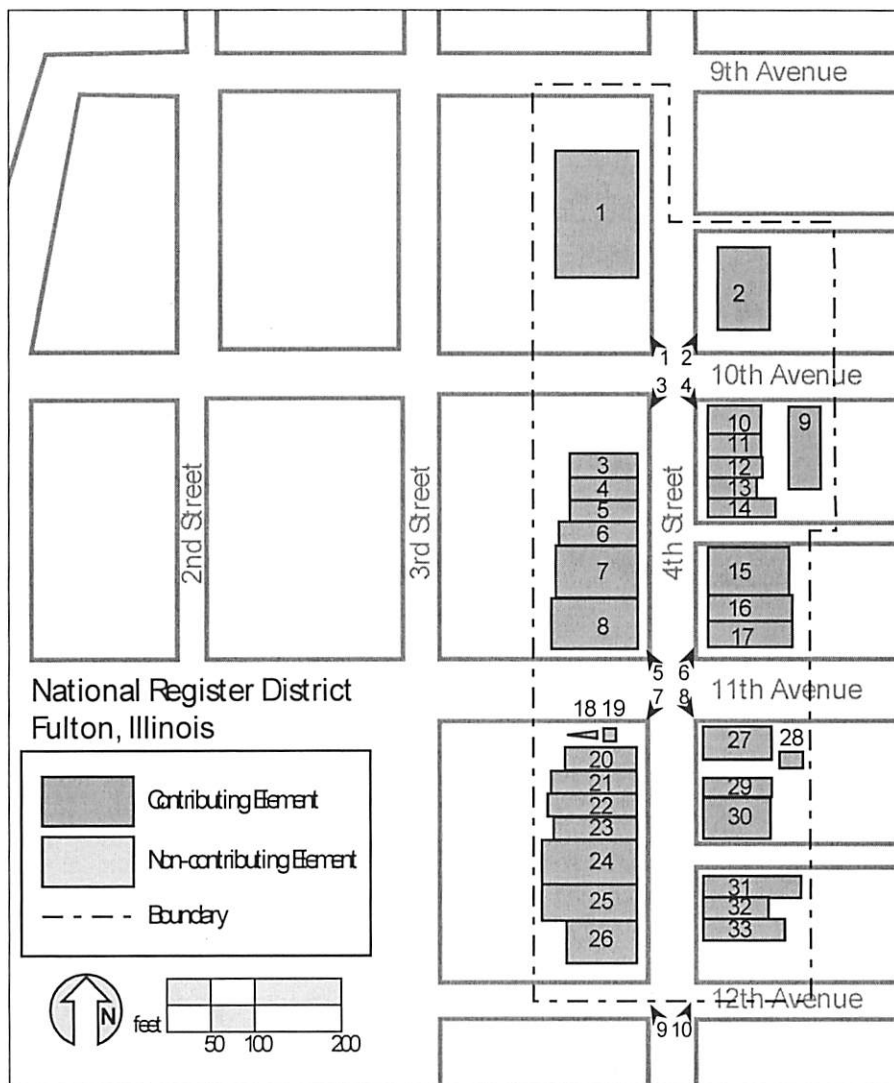 9th Avenue
1
2
1 2
10th Avenue
3 4
10 9
11
3 12
4 13
5 14
6
2nd Street
3rd Street
4th Street
7 15
16
8 17
5 6
National Register District
11th Avenue
Fulton, Illinois
7 8
18 19
27 28
20
21 29
22 30
23
24
25 31
32
26 33
Contributing Element
Non-contributing Element
Boundary
12th Avenue
N
feet
50 100 200
9 10